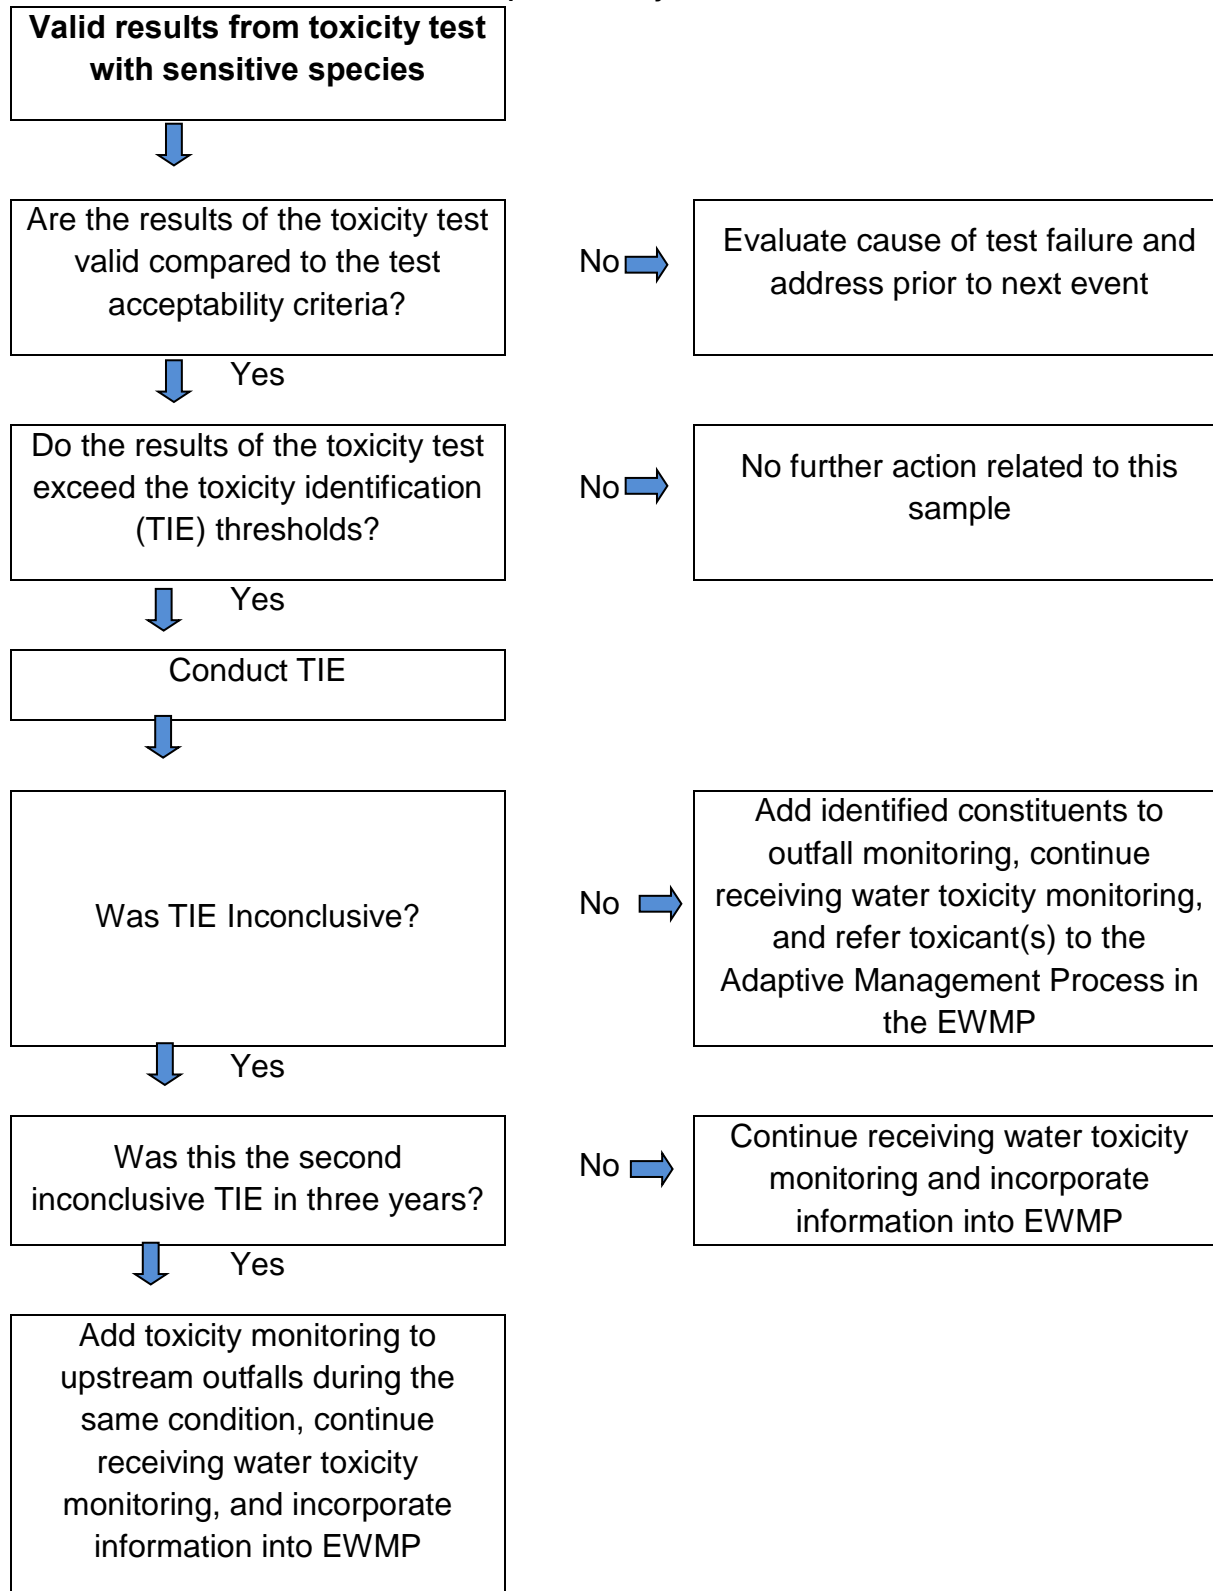 Valid results from toxicity test
with sensitive species
Are the results of the toxicity test
valid compared to the test
acceptability criteria?
No
Evaluate cause of test failure and
address prior to next event
Yes
Do the results of the toxicity test
exceed the toxicity identification
(TIE) thresholds?
No
No further action related to this
sample
Yes
Conduct TIE
Was TIE Inconclusive?
No
Add identified constituents to
outfall monitoring, continue
receiving water toxicity monitoring,
and refer toxicant(s) to the
Adaptive Management Process in
the EWMP
Yes
Was this the second
inconclusive TIE in three years?
No
Continue receiving water toxicity
monitoring and incorporate
information into EWMP
Yes
Add toxicity monitoring to
upstream outfalls during the
same condition, continue
receiving water toxicity
monitoring, and incorporate
information into EWMP